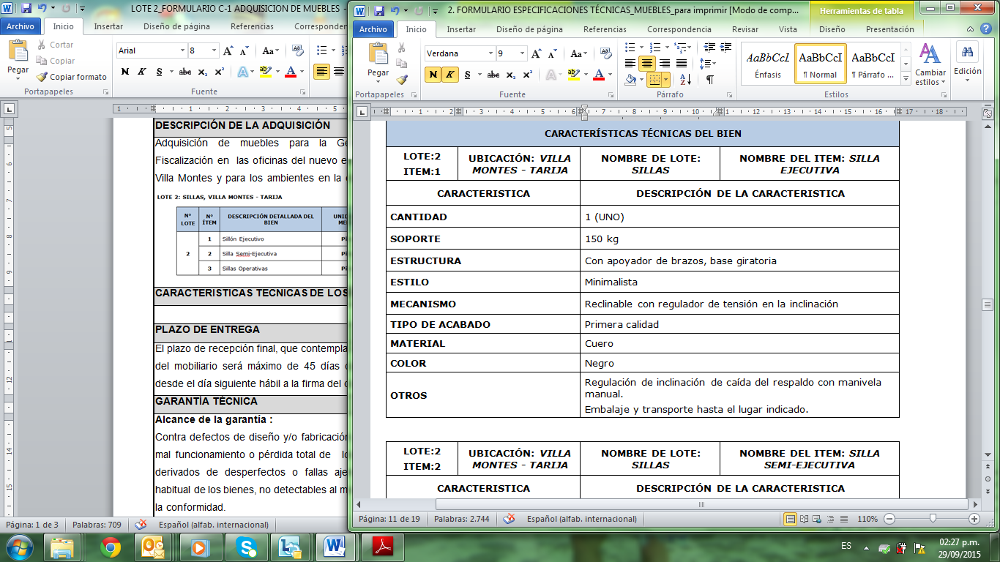 LOTE 2_FORMULARIO C-1 ADQUISICION DE MUEBLES -
Archivo Inicio Insertar Diseño de página Referencias Correspondenc
Pegar
Cortar
Copiar
Copiar formato
Portapapeles
Arial 8
N K S abc x₂ x²
Fuente
DESCRIPCIÓN DE LA ADQUISICIÓN
Adquisición de muebles para la Ge
Fiscalización en las oficinas del nuevo e
Villa Montes y para los ambientes en la
LOTE 2: SILLAS, VILLA MONTES - TARIJA
N° LOTE N° ÍTEM DESCRIPCIÓN DETALLADA DEL BIEN
2
1 Sillón Ejecutivo
2 Silla Semi-Ejecutiva
3 Sillas Operativas
CARACTERISTICAS TECNICAS DE LOS
PLAZO DE ENTREGA
El plazo de recepción final, que contempla
del mobiliario será máximo de 45 días
desde el día siguiente hábil a la firma del
GARANTÍA TÉCNICA
Alcance de la garantía :
Contra defectos de diseño y/o fabricación
mal funcionamiento o pérdida total de
derivados de desperfectos o fallas aje
habitual de los bienes, no detectables al m
la conformidad.
Página: 1 de 3 Palabras: 709 Español (alfab. internacional)
2. FORMULARIO ESPECIFICACIONES TÉCNICAS_MUEBLES_para imprimir [Modo de comp...
Herramientas de tabla
Archivo Inicio Insertar Diseño de página Referencias Correspondencia Revisar Vista Diseño Presentación
Pegar
Portapapeles
Verdana 9
N K S abc x₂ x²
Fuente
Párrafo
AaBbCcI AaBbCcI AaBbCcI
Énfasis ¶ Normal ¶ Párrafo ...
Cambiar estilos
Estilos
Edición
CARACTERÍSTICAS TÉCNICAS DEL BIEN
LOTE:2
ITEM:1
UBICACIÓN: VILLA
MONTES - TARIJA
NOMBRE DE LOTE:
SILLAS
NOMBRE DEL ITEM: SILLA
EJECUTIVA
CARACTERISTICA DESCRIPCIÓN DE LA CARACTERISTICA
CANTIDAD 1 (UNO)
SOPORTE 150 kg
ESTRUCTURA Con apoyador de brazos, base giratoria
ESTILO Minimalista
MECANISMO Reclinable con regulador de tensión en la inclinación
TIPO DE ACABADO Primera calidad
MATERIAL Cuero
COLOR Negro
OTROS
Regulación de inclinación de caída del respaldo con manivela
manual.
Embalaje y transporte hasta el lugar indicado.
LOTE:2
ITEM:2
UBICACIÓN: VILLA
MONTES - TARIJA
NOMBRE DE LOTE:
SILLAS
NOMBRE DEL ITEM: SILLA
SEMI-EJECUTIVA
CARACTERISTICA DESCRIPCIÓN DE LA CARACTERISTICA
Página: 11 de 19 Palabras: 2.744 Español (alfab. internacional) 110%
ES
02:27 p.m.
29/09/2015